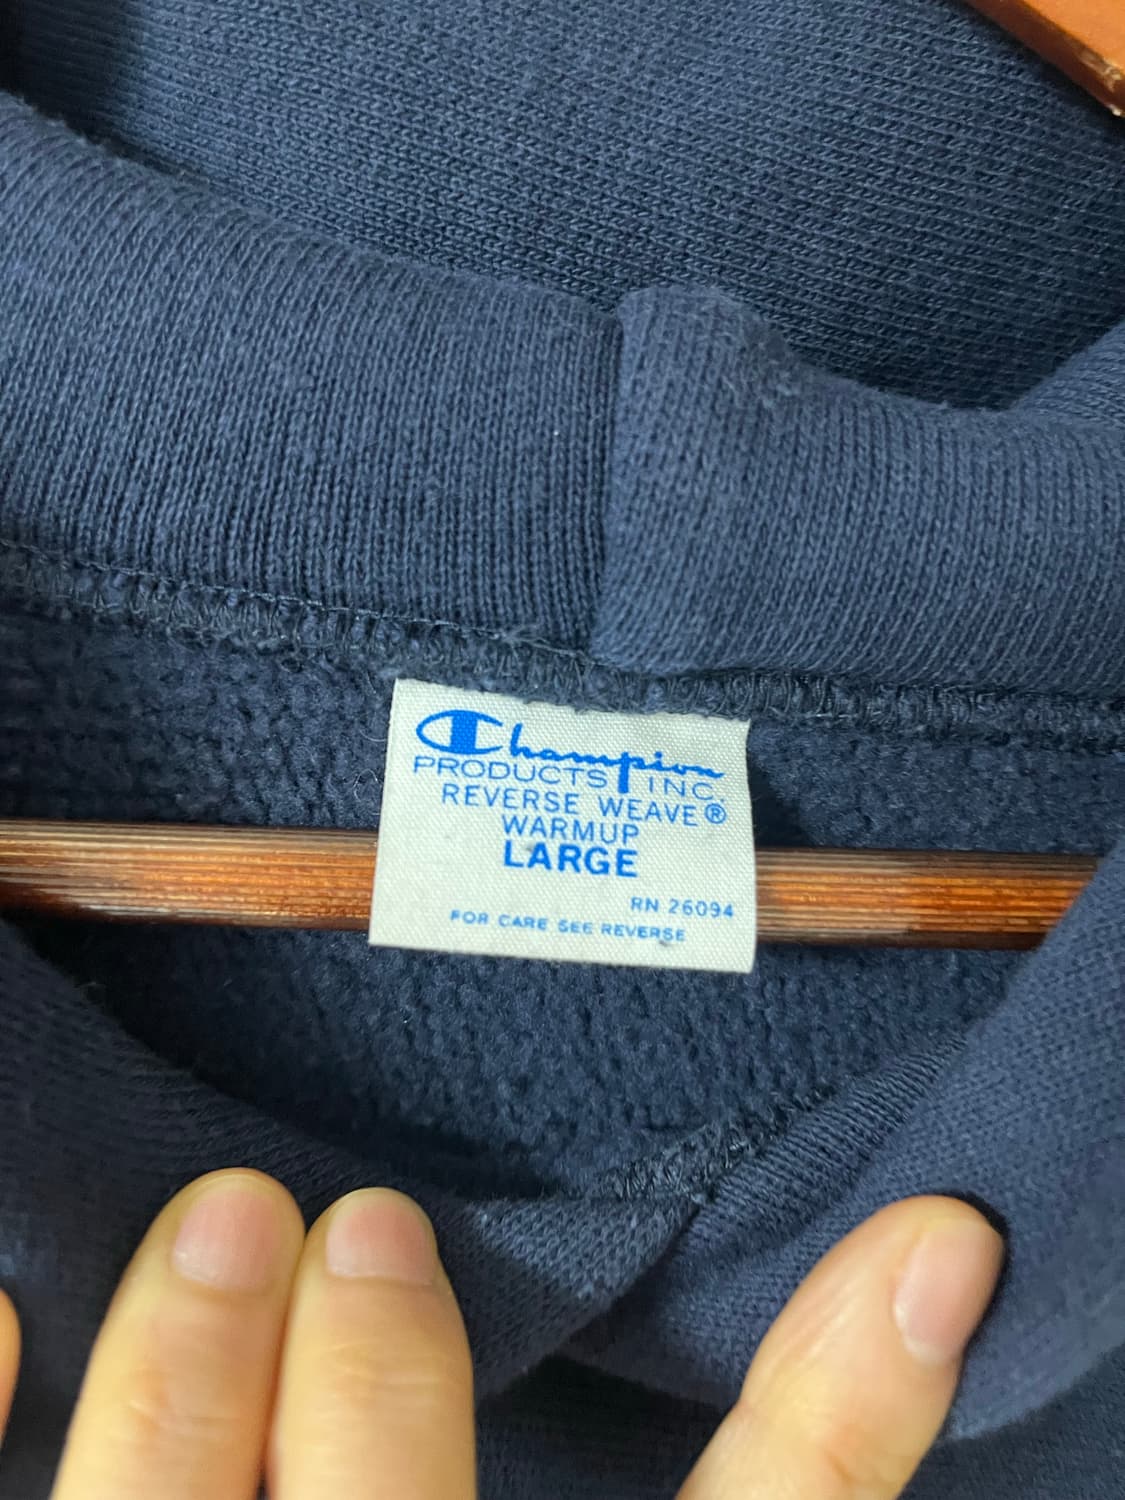 Champion
PRODUCTS INC.
REVERSE WEAVE®
WARMUP
LARGE
RN 26094
FOR CARE SEE REVERSE